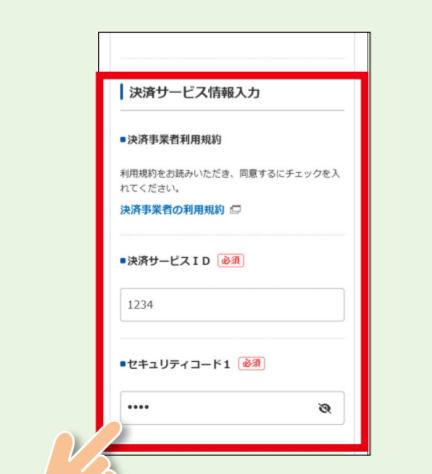 決済サービス情報入力
■決済事業者利用規約
利用規約をお読みいただき、同意するにチェックを入
れてください。
決済事業者の利用規約
■決済サービスＩＤ 必須
1234
■セキュリティコード1 必須
••••